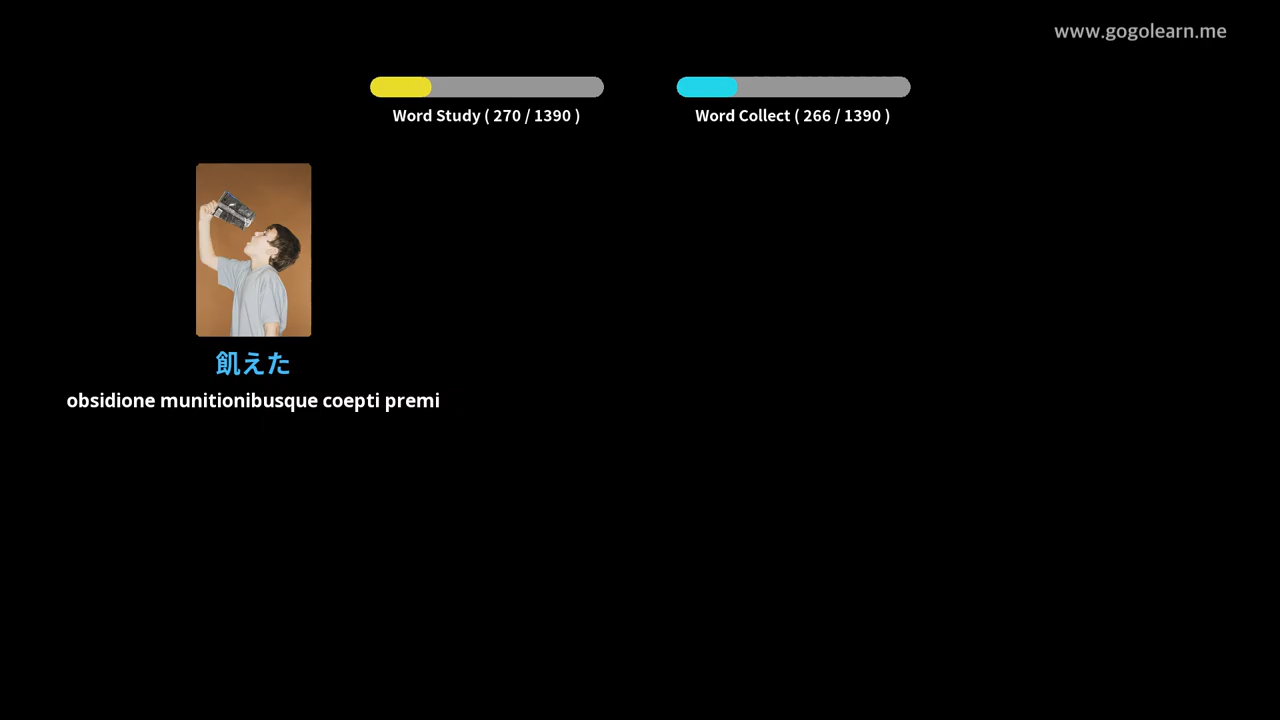 www.gogolearn.me
Word Study ( 270 / 1390 )
Word Collect ( 266 / 1390 )
飢えた
obsidione munitionibusque coepti premi